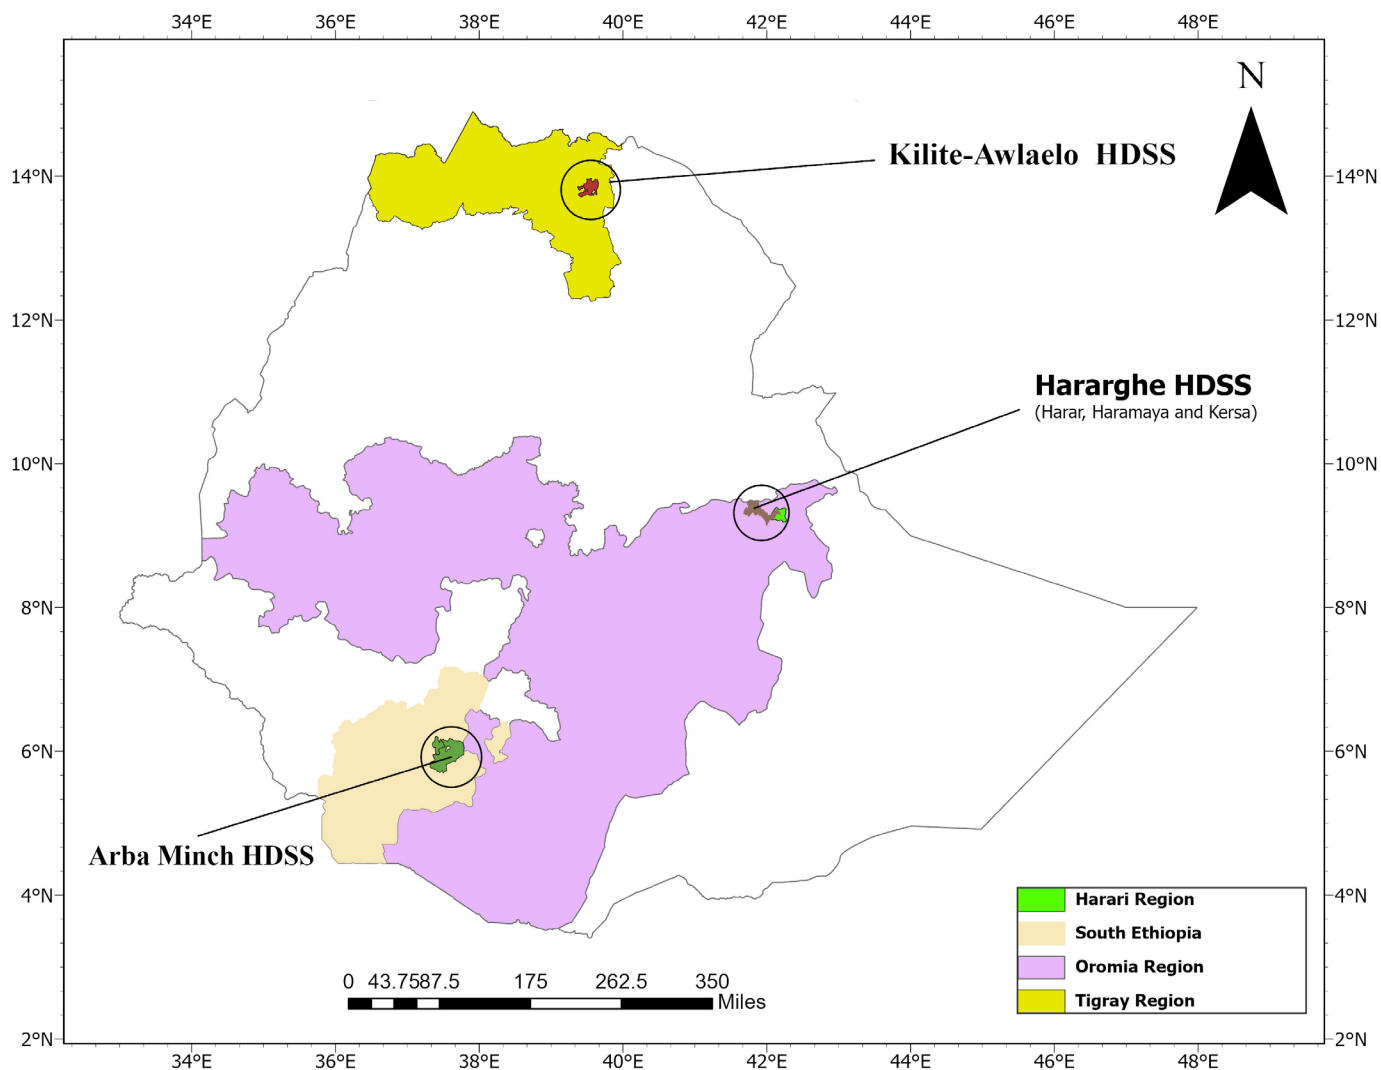 34°E 36°E 38°E 40°E 42°E 44°E 46°E 48°E
N
Kilite-Awlaelo HDSS
14°N 14°N
12°N 12°N
Hararghe HDSS
(Harar, Haramaya and Kersa)
10°N 10°N
8°N 8°N
6°N 6°N
Arba Minch HDSS
4°N 4°N
Harari Region
South Ethiopia
Oromia Region
Tigray Region
0 43.75 87.5 175 262.5 350
Miles
2°N 2°N
34°E 36°E 38°E 40°E 42°E 44°E 46°E 48°E